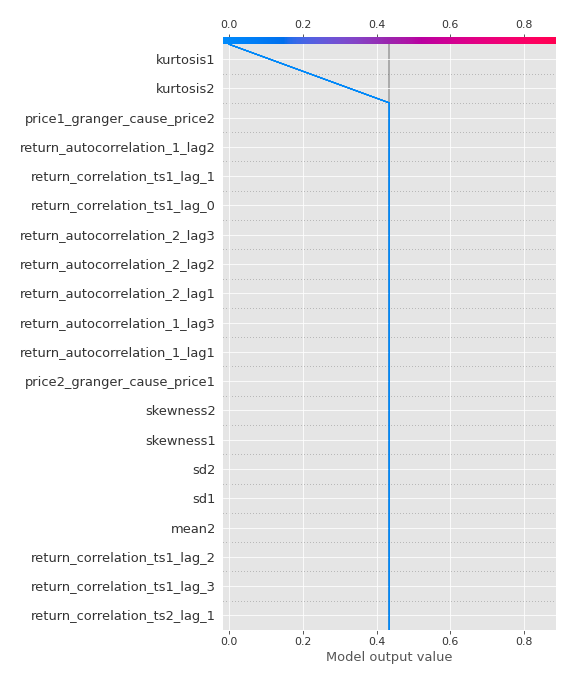 0.0 0.2 0.4 0.6 0.8
kurtosis1
kurtosis2
price1_granger_cause_price2
return_autocorrelation_1_lag2
return_correlation_ts1_lag_1
return_correlation_ts1_lag_0
return_autocorrelation_2_lag3
return_autocorrelation_2_lag2
return_autocorrelation_2_lag1
return_autocorrelation_1_lag3
return_autocorrelation_1_lag1
price2_granger_cause_price1
skewness2
skewness1
sd2
sd1
mean2
return_correlation_ts1_lag_2
return_correlation_ts1_lag_3
return_correlation_ts2_lag_1
0.0 0.2 0.4 0.6 0.8
Model output value